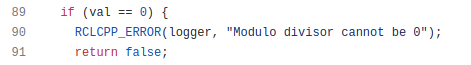 89 if (val == 0) {
90 RCLCPP_ERROR(logger, "Modulo divisor cannot be 0");
91 return false;